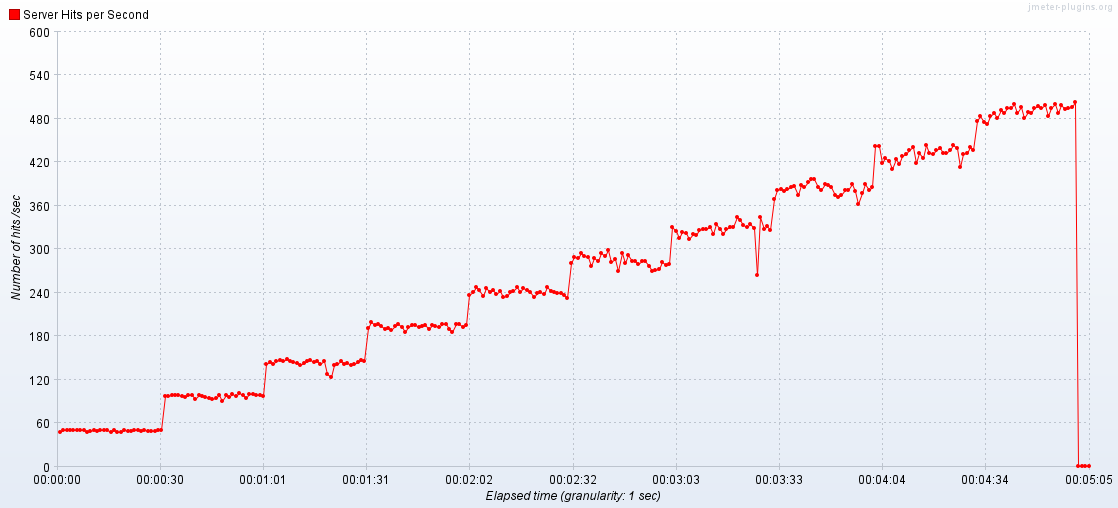 jmeter-plugins.org
Server Hits per Second
600
540
480
420
360
300
240
180
120
60
0
Number of hits /sec
00:00:00 00:00:30 00:01:01 00:01:31 00:02:02 00:02:32 00:03:03 00:03:33 00:04:04 00:04:34 00:05:05
Elapsed time (granularity: 1 sec)